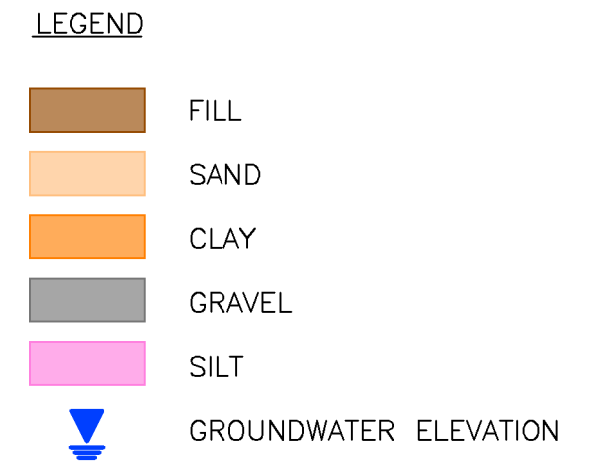 LEGEND
FILL
SAND
CLAY
GRAVEL
SILT
GROUNDWATER ELEVATION